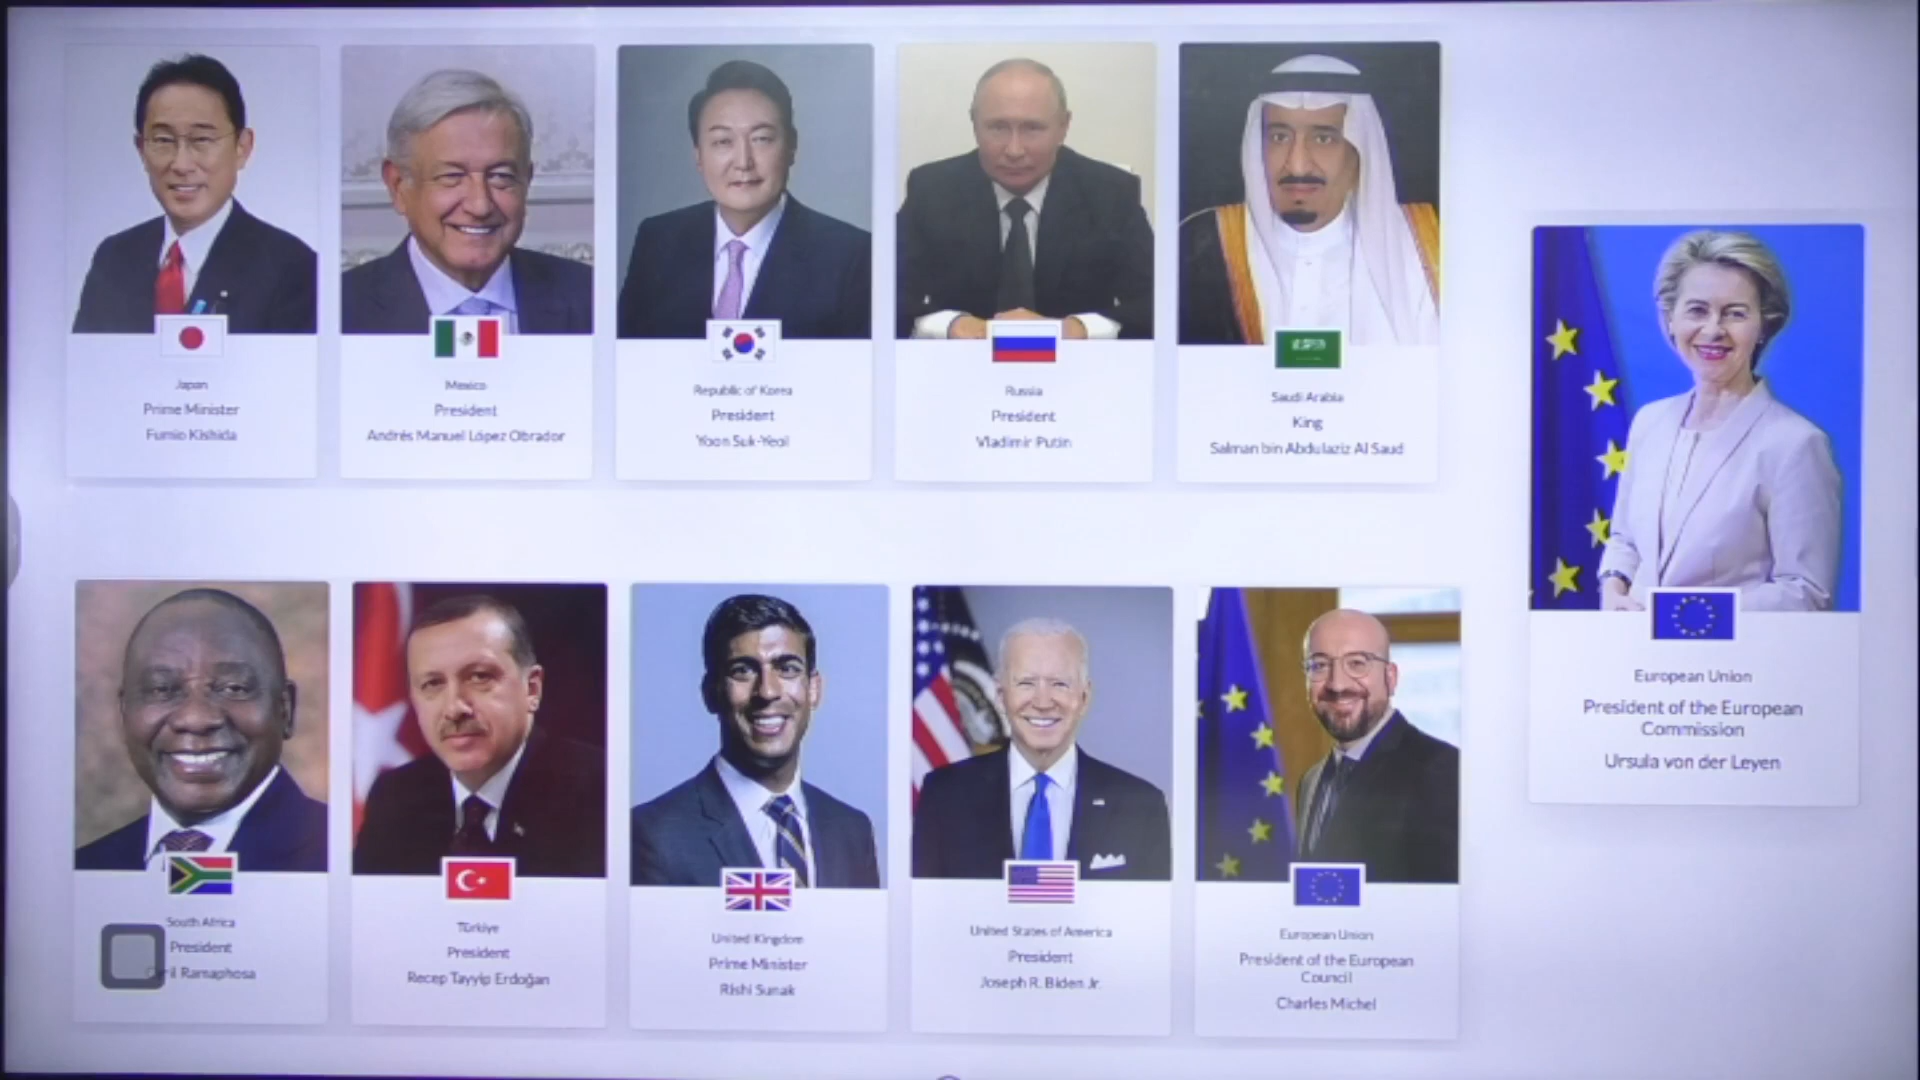 Japan
Prime Minister
Fumio Kishida
Mexico
President
Andrés Manuel López Obrador
Republic of Korea
President
Yoon Suk-Yeol
Russia
President
Vladimir Putin
Saudi Arabia
King
Salman bin Abdulaziz Al Saud
European Union
President of the European
Commission
Ursula von der Leyen
South Africa
President
Cyril Ramaphosa
Türkiye
President
Recep Tayyip Erdoğan
United Kingdom
Prime Minister
Rishi Sunak
United States of America
President
Joseph R. Biden Jr.
European Union
President of the European
Council
Charles Michel